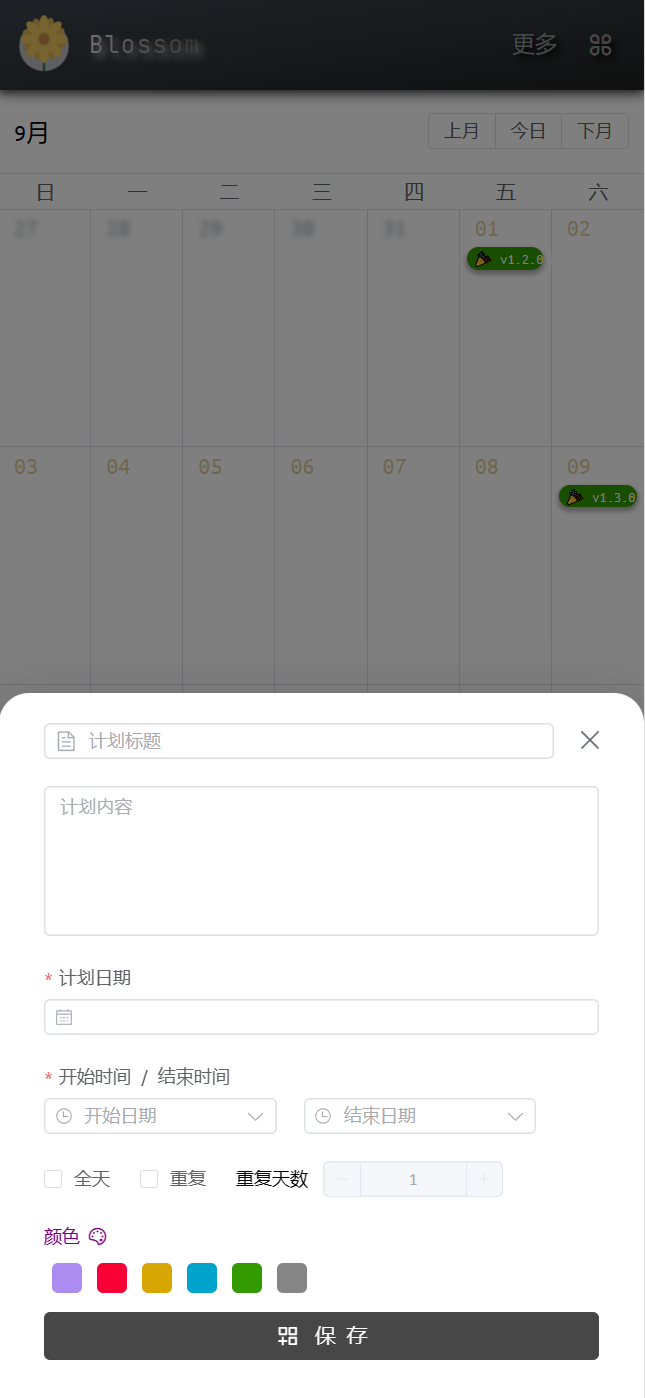 Blossom 更多
9月 上月 今日 下月
日 一 二 三 四 五 六
27 28 29 30 31 01 02
v1.2.0
03 04 05 06 07 08 09
v1.3.0
计划标题
计划内容
* 计划日期
* 开始时间 / 结束时间
开始日期 结束日期
全天 重复 重复天数 1
颜色
保存